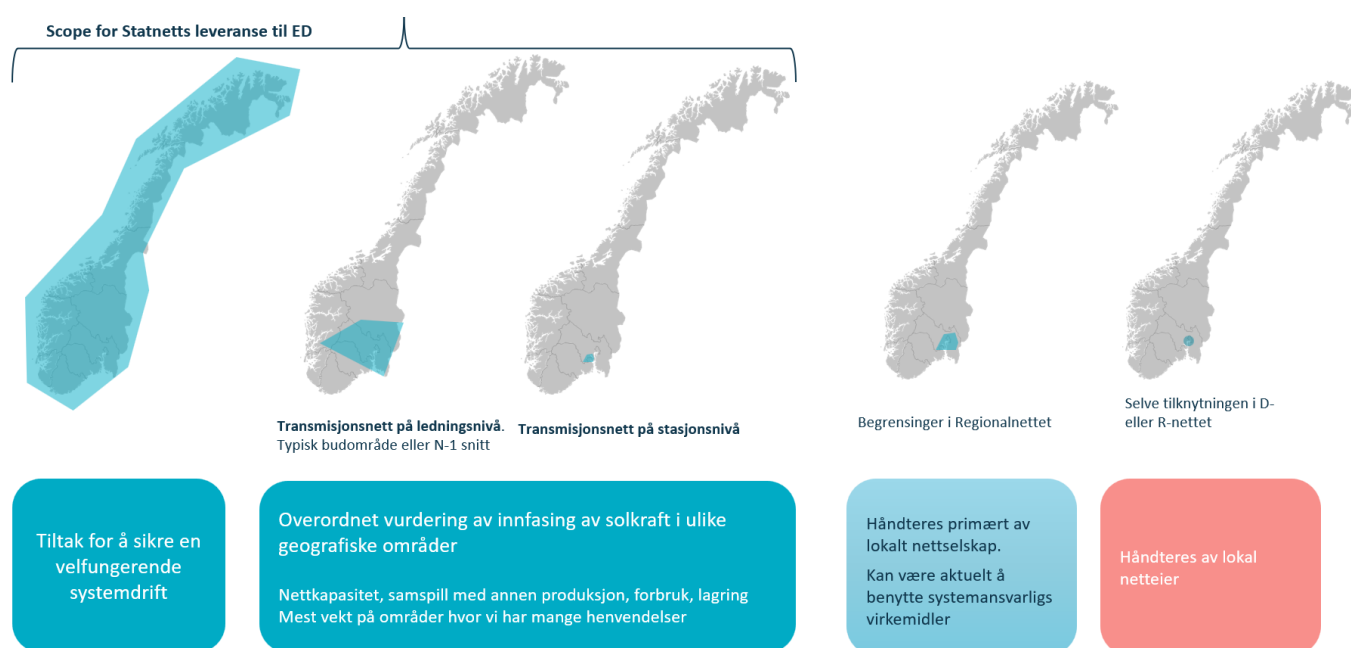 Scope for Statnetts leveranse til ED
Transmisjonsnett på ledningsnivå.
Typisk budområde eller N-1 snitt
Transmisjonsnett på stasjonsnivå
Begrensinger i Regionalnettet
Selve tilknytningen i D-
eller R-nettet
Tiltak for å sikre en
velfungerende
systemdrift
Overordnet vurdering av innfasing av solkraft i ulike
geografiske områder
Nettkapasitet, samspill med annen produksjon, forbruk, lagring
Mest vekt på områder hvor vi har mange henvendelser
Håndteres primært av
lokalt nettselskap.
Kan være aktuelt å
benytte systemansvarligs
virkemidler
Håndteres av lokal
netteier